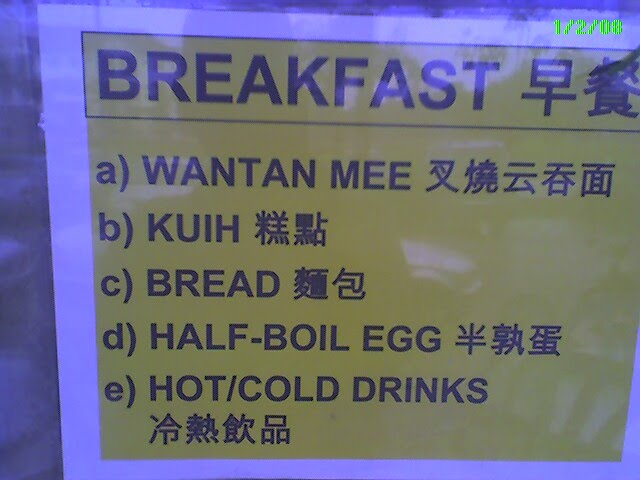 1/2/08
BREAKFAST 早餐
a) WANTAN MEE 叉燒云吞面
b) KUIH 糕點
c) BREAD 麵包
d) HALF-BOIL EGG 半孰蛋
e) HOT/COLD DRINKS
冷熱飲品